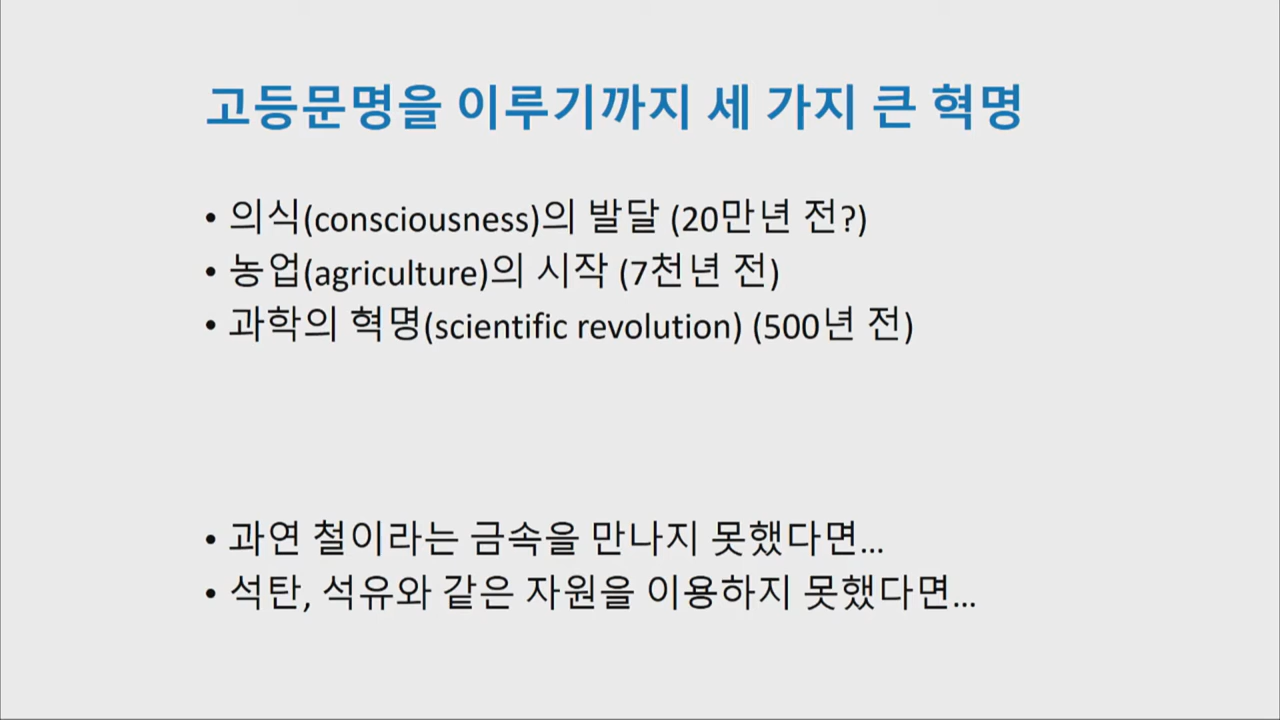 고등문명을 이루기까지 세 가지 큰 혁명
• 의식(consciousness)의 발달 (20만년 전?)
• 농업(agriculture)의 시작 (7천년 전)
• 과학의 혁명(scientific revolution) (500년 전)
• 과연 철이라는 금속을 만나지 못했다면...
• 석탄, 석유와 같은 자원을 이용하지 못했다면...